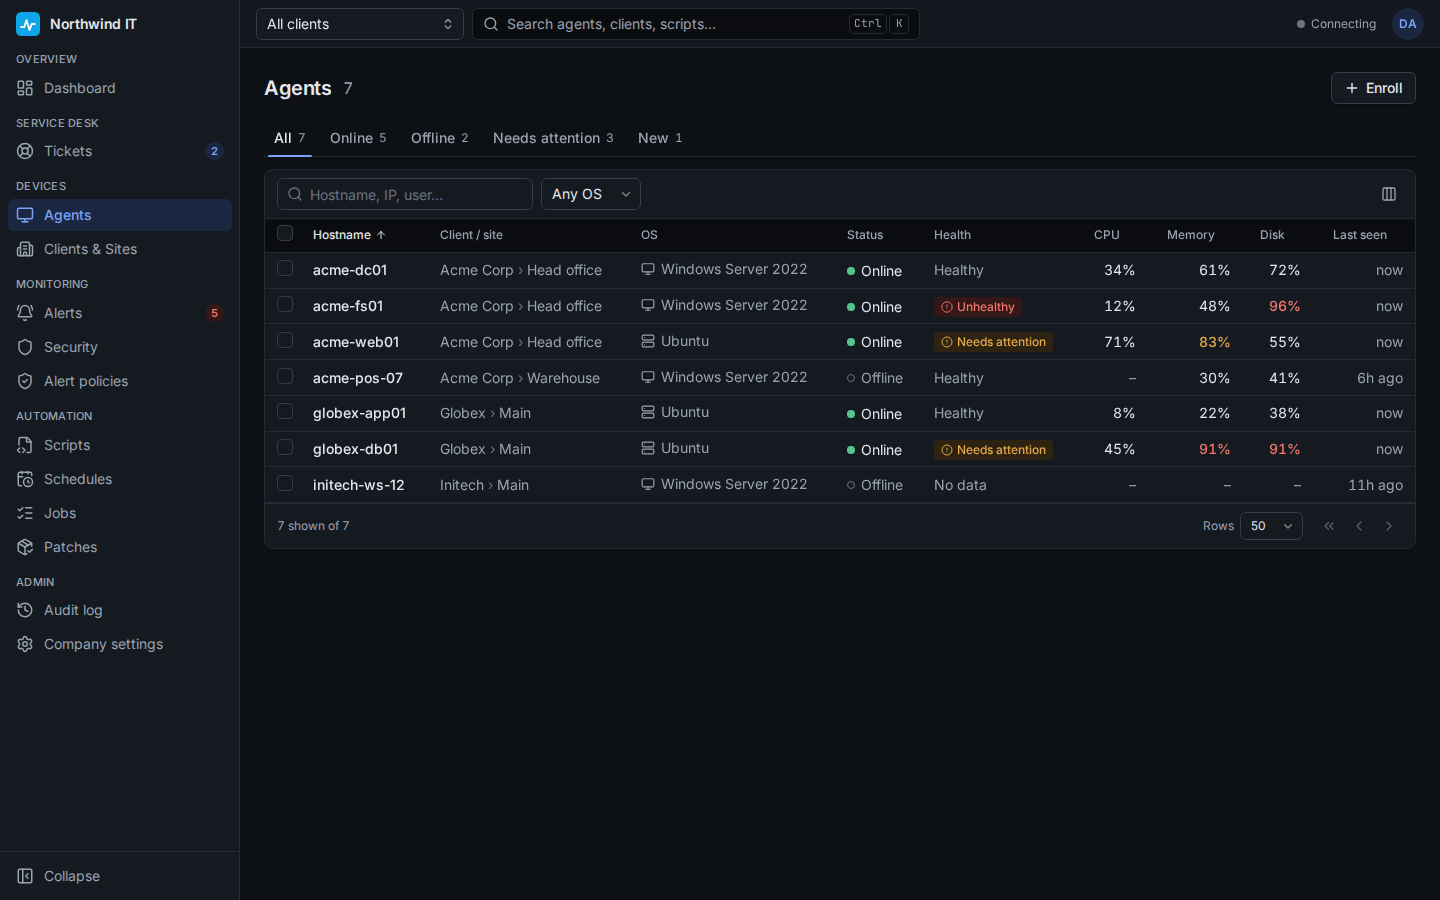 Northwind IT
All clients
Search agents, clients, scripts...
Ctrl K
Connecting
DA
OVERVIEW
Dashboard
SERVICE DESK
Tickets 2
DEVICES
Agents
Clients & Sites
MONITORING
Alerts 5
Security
Alert policies
AUTOMATION
Scripts
Schedules
Jobs
Patches
ADMIN
Audit log
Company settings
Collapse
Agents 7
Enroll
All 7 Online 5 Offline 2 Needs attention 3 New 1
Hostname, IP, user...
Any OS
Hostname Client / site OS Status Health CPU Memory Disk Last seen
acme-dc01 Acme Corp › Head office Windows Server 2022 Online Healthy 34% 61% 72% now
acme-fs01 Acme Corp › Head office Windows Server 2022 Online Unhealthy 12% 48% 96% now
acme-web01 Acme Corp › Head office Ubuntu Online Needs attention 71% 83% 55% now
acme-pos-07 Acme Corp › Warehouse Windows Server 2022 Offline Healthy – 30% 41% 6h ago
globex-app01 Globex › Main Ubuntu Online Healthy 8% 22% 38% now
globex-db01 Globex › Main Ubuntu Online Needs attention 45% 91% 91% now
initech-ws-12 Initech › Main Windows Server 2022 Offline No data – – – 11h ago
7 shown of 7
Rows 50